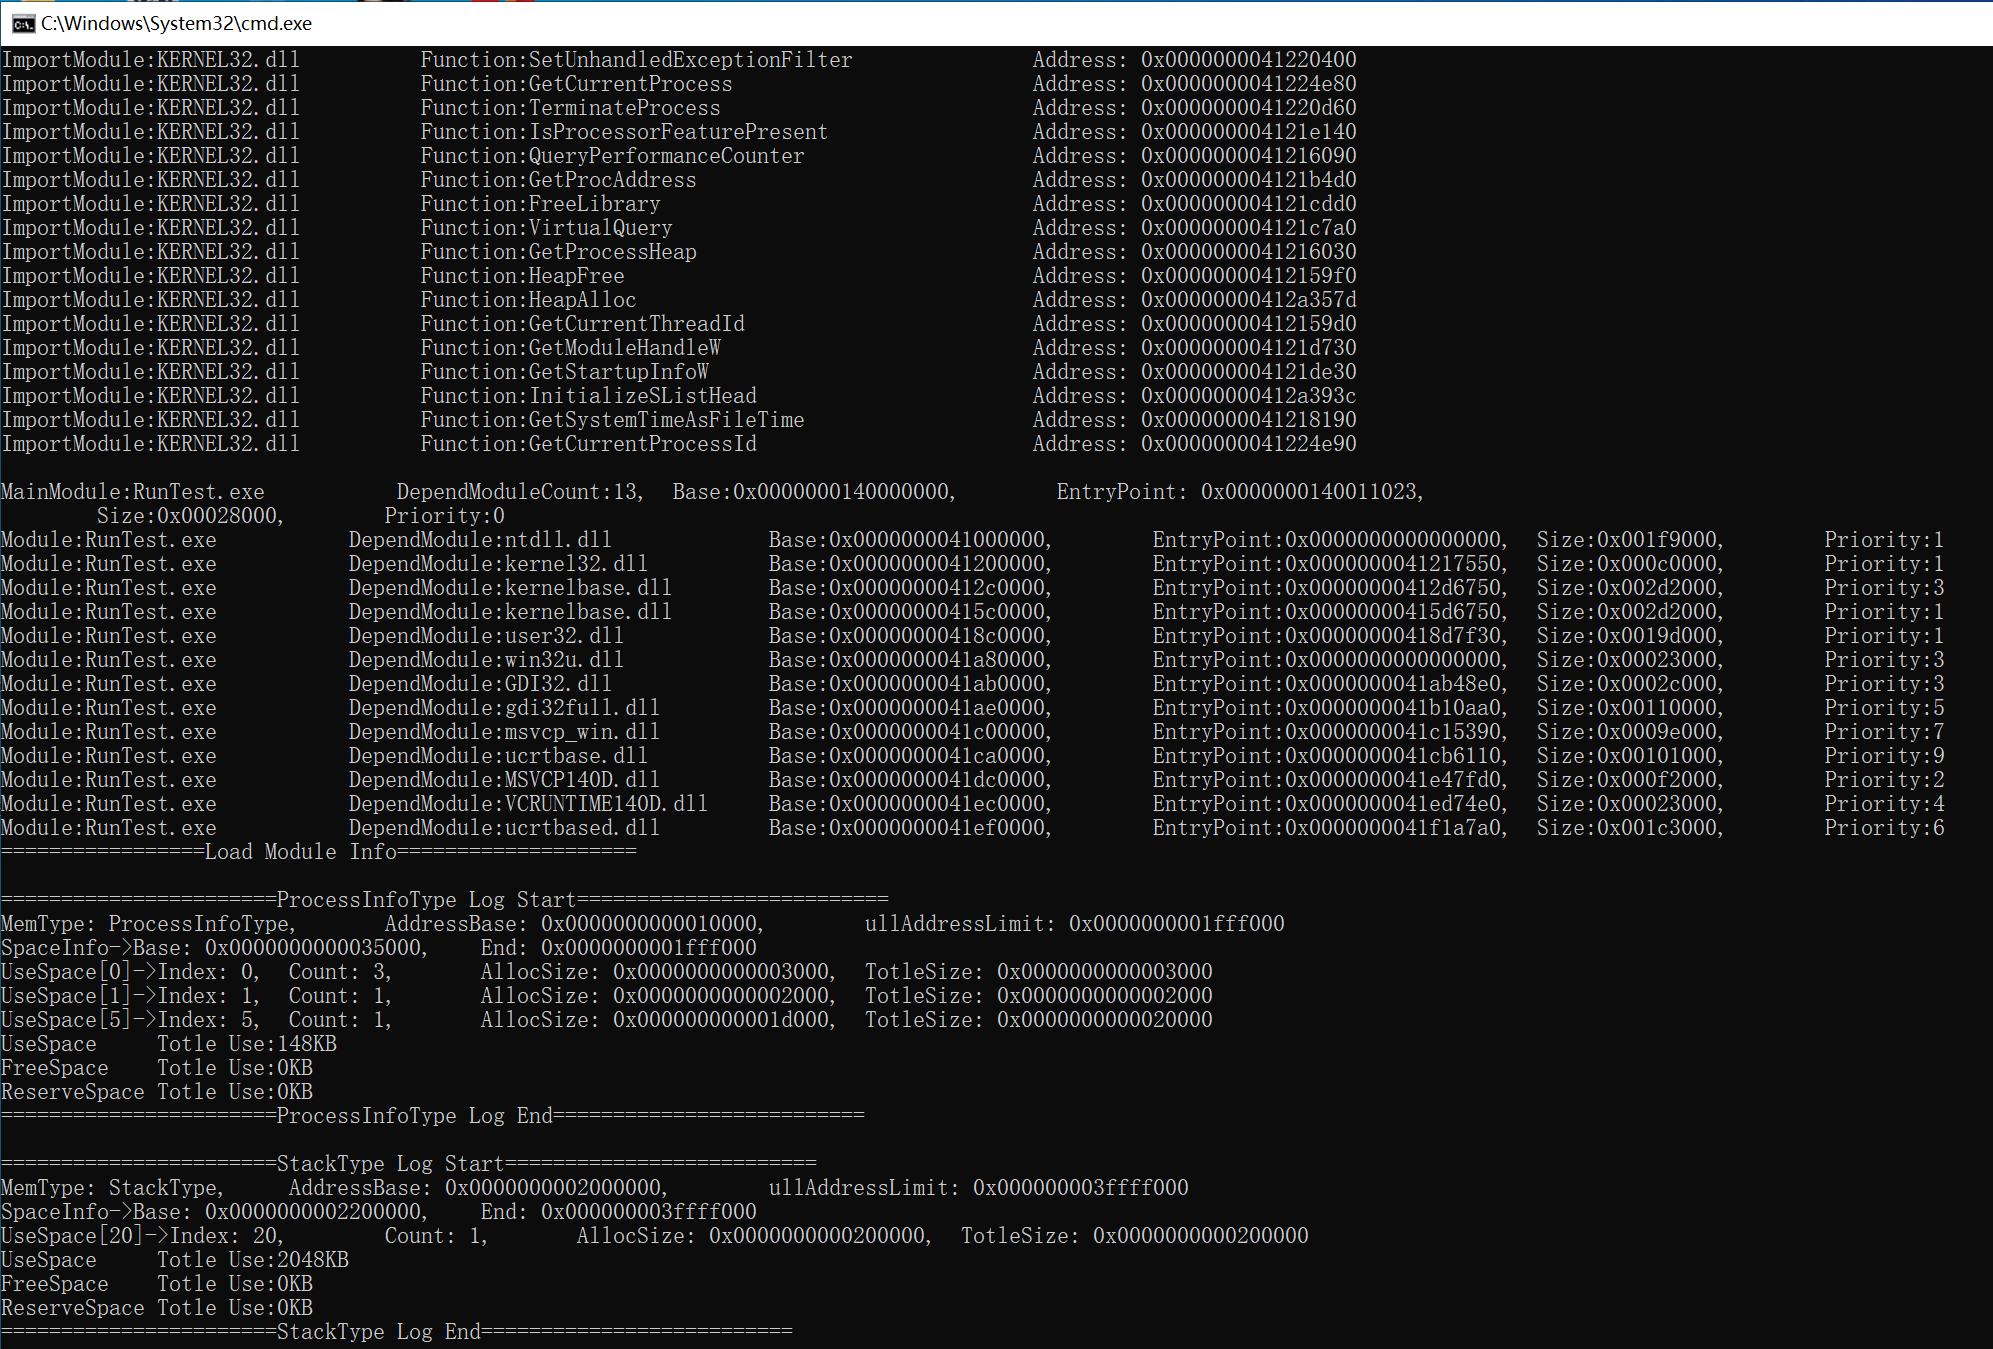 C:\Windows\System32\cmd.exe
ImportModule:KERNEL32.dll Function:SetUnhandledExceptionFilter Address: 0x0000000041220400
ImportModule:KERNEL32.dll Function:GetCurrentProcess Address: 0x0000000041224e80
ImportModule:KERNEL32.dll Function:TerminateProcess Address: 0x0000000041220d60
ImportModule:KERNEL32.dll Function:IsProcessorFeaturePresent Address: 0x000000004121e140
ImportModule:KERNEL32.dll Function:QueryPerformanceCounter Address: 0x0000000041216090
ImportModule:KERNEL32.dll Function:GetProcAddress Address: 0x000000004121b4d0
ImportModule:KERNEL32.dll Function:FreeLibrary Address: 0x000000004121cdd0
ImportModule:KERNEL32.dll Function:VirtualQuery Address: 0x000000004121c7a0
ImportModule:KERNEL32.dll Function:GetProcessHeap Address: 0x0000000041216030
ImportModule:KERNEL32.dll Function:HeapFree Address: 0x00000000412159f0
ImportModule:KERNEL32.dll Function:HeapAlloc Address: 0x00000000412a357d
ImportModule:KERNEL32.dll Function:GetCurrentThreadId Address: 0x00000000412159d0
ImportModule:KERNEL32.dll Function:GetModuleHandleW Address: 0x000000004121d730
ImportModule:KERNEL32.dll Function:GetStartupInfoW Address: 0x000000004121de30
ImportModule:KERNEL32.dll Function:InitializeSListHead Address: 0x00000000412a393c
ImportModule:KERNEL32.dll Function:GetSystemTimeAsFileTime Address: 0x0000000041218190
ImportModule:KERNEL32.dll Function:GetCurrentProcessId Address: 0x0000000041224e90
MainModule:RunTest.exe DependModuleCount:13, Base:0x0000000140000000, EntryPoint: 0x0000000140011023,
Size:0x00028000, Priority:0
Module:RunTest.exe DependModule:ntdll.dll Base:0x0000000041000000, EntryPoint:0x0000000000000000, Size:0x001f9000, Priority:1
Module:RunTest.exe DependModule:kernel32.dll Base:0x0000000041200000, EntryPoint:0x0000000041217550, Size:0x000c0000, Priority:1
Module:RunTest.exe DependModule:kernelbase.dll Base:0x00000000412c0000, EntryPoint:0x00000000412d6750, Size:0x002d2000, Priority:3
Module:RunTest.exe DependModule:kernelbase.dll Base:0x00000000415c0000, EntryPoint:0x00000000415d6750, Size:0x002d2000, Priority:1
Module:RunTest.exe DependModule:user32.dll Base:0x00000000418c0000, EntryPoint:0x00000000418d7f30, Size:0x0019d000, Priority:1
Module:RunTest.exe DependModule:win32u.dll Base:0x0000000041a80000, EntryPoint:0x0000000000000000, Size:0x00023000, Priority:3
Module:RunTest.exe DependModule:GDI32.dll Base:0x0000000041ab0000, EntryPoint:0x0000000041ab48e0, Size:0x0002c000, Priority:3
Module:RunTest.exe DependModule:gdi32full.dll Base:0x0000000041ae0000, EntryPoint:0x0000000041b10aa0, Size:0x00110000, Priority:5
Module:RunTest.exe DependModule:msvcp_win.dll Base:0x0000000041c00000, EntryPoint:0x0000000041c15390, Size:0x0009e000, Priority:7
Module:RunTest.exe DependModule:ucrtbase.dll Base:0x0000000041ca0000, EntryPoint:0x0000000041cb6110, Size:0x00101000, Priority:9
Module:RunTest.exe DependModule:MSVCP140D.dll Base:0x0000000041dc0000, EntryPoint:0x0000000041e47fd0, Size:0x000f2000, Priority:2
Module:RunTest.exe DependModule:VCRUNTIME140D.dll Base:0x0000000041ec0000, EntryPoint:0x0000000041ed74e0, Size:0x00023000, Priority:4
Module:RunTest.exe DependModule:ucrtbased.dll Base:0x0000000041ef0000, EntryPoint:0x0000000041f1a7a0, Size:0x001c3000, Priority:6
=================Load Module Info====================
=======================ProcessInfoType Log Start==========================
MemType: ProcessInfoType, AddressBase: 0x0000000000010000, ullAddressLimit: 0x0000000001fff000
SpaceInfo->Base: 0x0000000000035000, End: 0x0000000001fff000
UseSpace[0]->Index: 0, Count: 3, AllocSize: 0x0000000000003000, TotleSize: 0x0000000000003000
UseSpace[1]->Index: 1, Count: 1, AllocSize: 0x0000000000002000, TotleSize: 0x0000000000002000
UseSpace[5]->Index: 5, Count: 1, AllocSize: 0x000000000001d000, TotleSize: 0x0000000000020000
UseSpace Totle Use:148KB
FreeSpace Totle Use:0KB
ReserveSpace Totle Use:0KB
=======================ProcessInfoType Log End==========================
=======================StackType Log Start==========================
MemType: StackType, AddressBase: 0x0000000002000000, ullAddressLimit: 0x000000003ffff000
SpaceInfo->Base: 0x0000000002200000, End: 0x000000003ffff000
UseSpace[20]->Index: 20, Count: 1, AllocSize: 0x0000000000200000, TotleSize: 0x0000000000200000
UseSpace Totle Use:2048KB
FreeSpace Totle Use:0KB
ReserveSpace Totle Use:0KB
=======================StackType Log End==========================